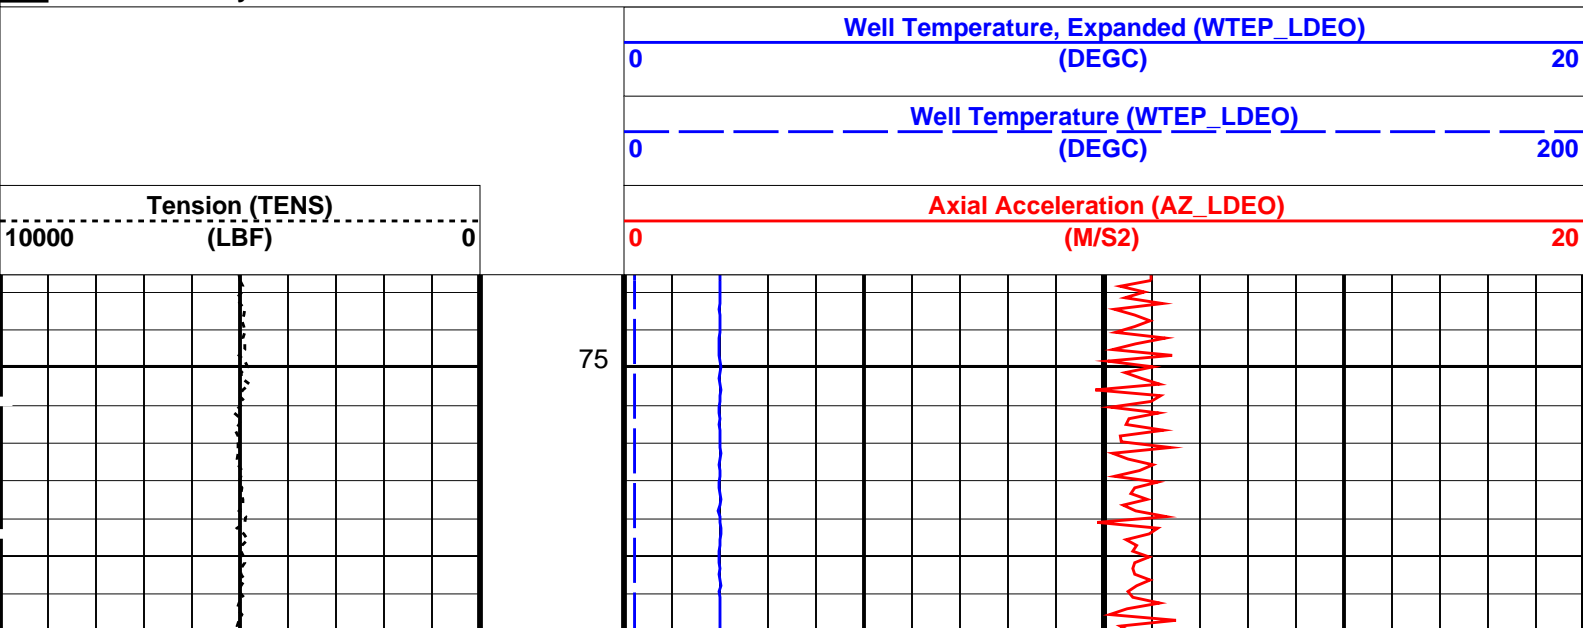 Well Temperature, Expanded (WTEP_LDEO)
0 (DEGC) 20
Well Temperature (WTEP_LDEO)
0 (DEGC) 200
Tension (TENS)
10000 (LBF) 0
Axial Acceleration (AZ_LDEO)
0 (M/S2) 20
75